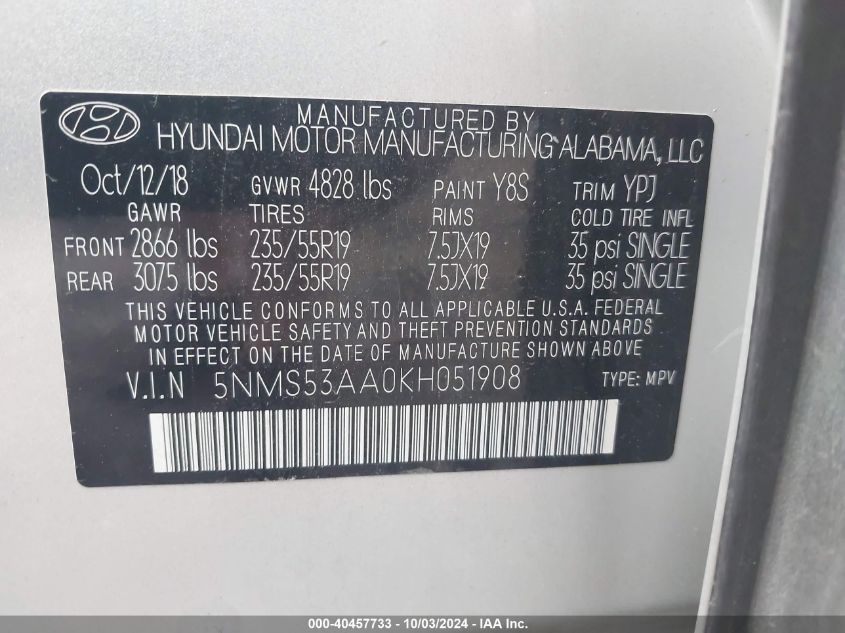 MANUFACTURED BY
HYUNDAI MOTOR MANUFACTURING ALABAMA, LLC
Oct/12/18 GVWR 4828 lbs PAINT Y8S TRIM YPJ
GAWR TIRES RIMS COLD TIRE INFL
FRONT 2866 lbs 235/55R19 7.5JX19 35 psi SINGLE
REAR 3075 lbs 235/55R19 7.5JX19 35 psi SINGLE
THIS VEHICLE CONFORMS TO ALL APPLICABLE U.S.A. FEDERAL
MOTOR VEHICLE SAFETY AND THEFT PREVENTION STANDARDS
IN EFFECT ON THE DATE OF MANUFACTURE SHOWN ABOVE.
V.I.N 5NMS53AA0KH051908 TYPE: MPV
000-40457733 - 10/03/2024 - IAA Inc.